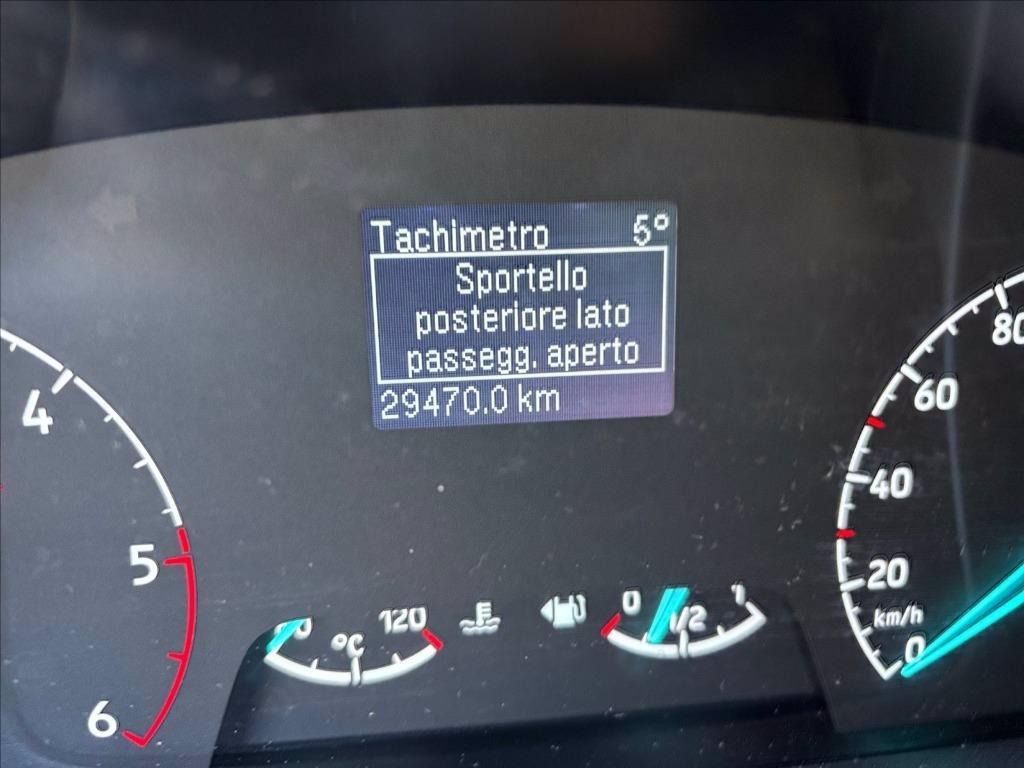 Tachimetro 5°
Sportello
posteriore lato
passegg. aperto
29470.0 km
4
5
6
°C 120
0 1/2 1
80
60
40
20
km/h
0